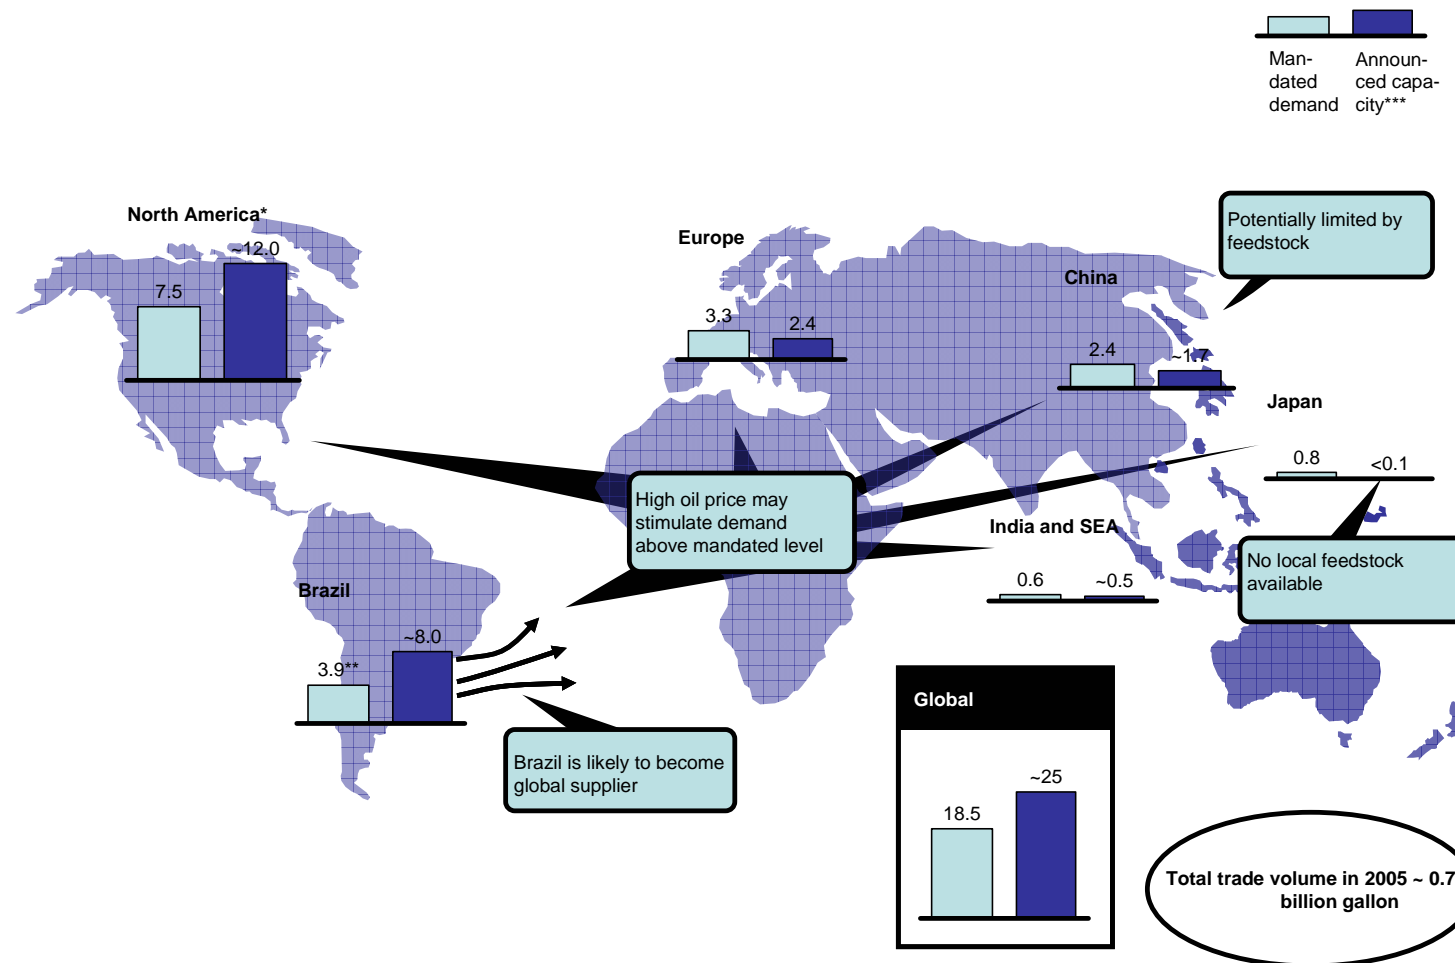 Man-
dated
demand
Announ-
ced capa-
city***
North America*
~12.0
7.5
Europe
3.3
2.4
China
2.4
~1.7
Potentially limited by
feedstock
Japan
0.8
<0.1
High oil price may
stimulate demand
above mandated level
India and SEA
0.6
~0.5
No local feedstock
available
Brazil
3.9**
~8.0
Brazil is likely to become
global supplier
Global
18.5
~25
Total trade volume in 2005 ~ 0.7
billion gallon